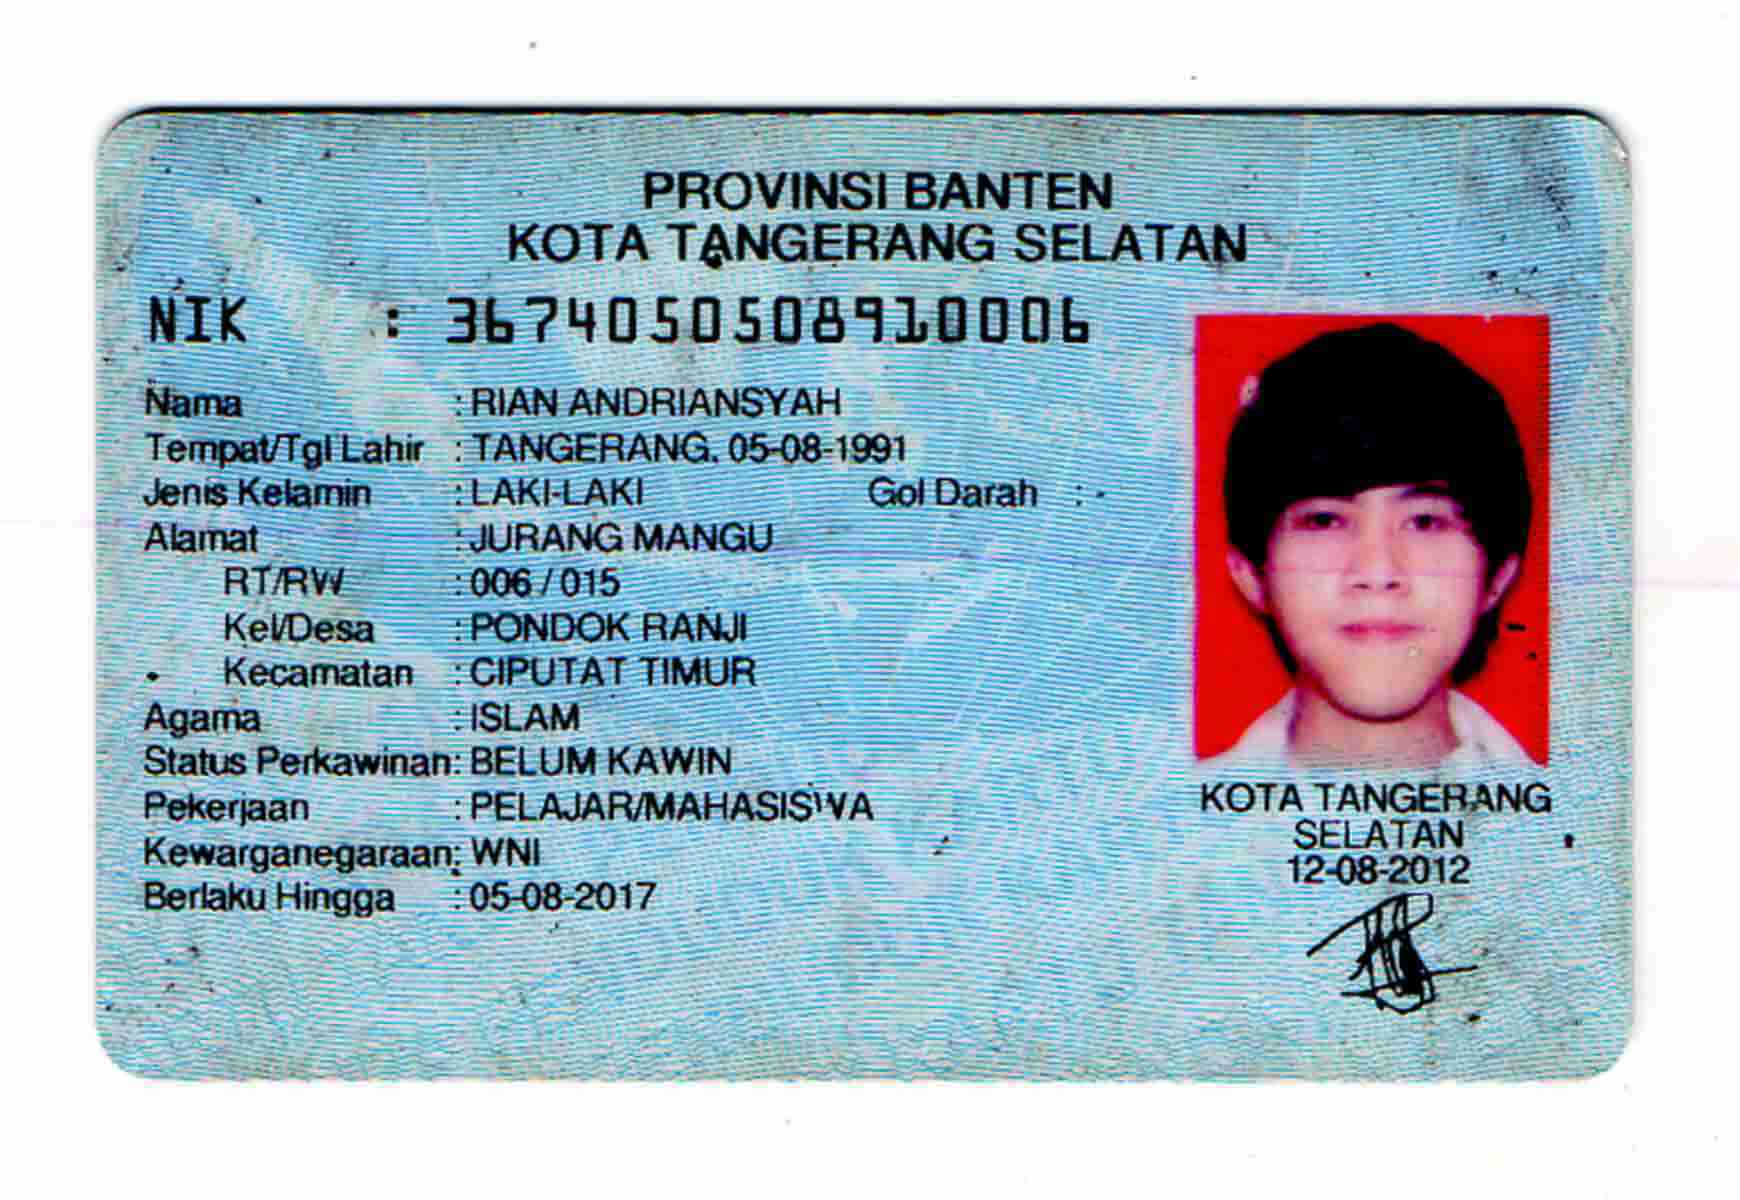 PROVINSI BANTEN
KOTA TANGERANG SELATAN
NIK : 3674050508910006
Nama : RIAN ANDRIANSYAH
Tempat/Tgl Lahir : TANGERANG, 05-08-1991
Jenis Kelamin : LAKI-LAKI Gol Darah : -
Alamat : JURANG MANGU
RT/RW : 006 / 015
Kel/Desa : PONDOK RANJI
Kecamatan : CIPUTAT TIMUR
Agama : ISLAM
Status Perkawinan: BELUM KAWIN
Pekerjaan : PELAJAR/MAHASISWA
Kewarganegaraan: WNI
Berlaku Hingga : 05-08-2017
KOTA TANGERANG
SELATAN
12-08-2012